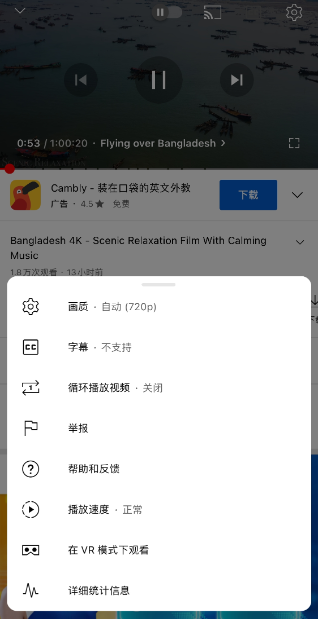 0:53 / 1:00:20 · Flying over Bangladesh
Cambly - 装在口袋的英文外教
广告 · 4.5★ 免费
下载
Bangladesh 4K - Scenic Relaxation Film With Calming
Music
1.8万次观看 · 13小时前
画质 · 自动 (720p)
CC 字幕 · 不支持
1 循环播放视频 · 关闭
举报
? 帮助和反馈
播放速度 · 正常
在 VR 模式下观看
详细统计信息